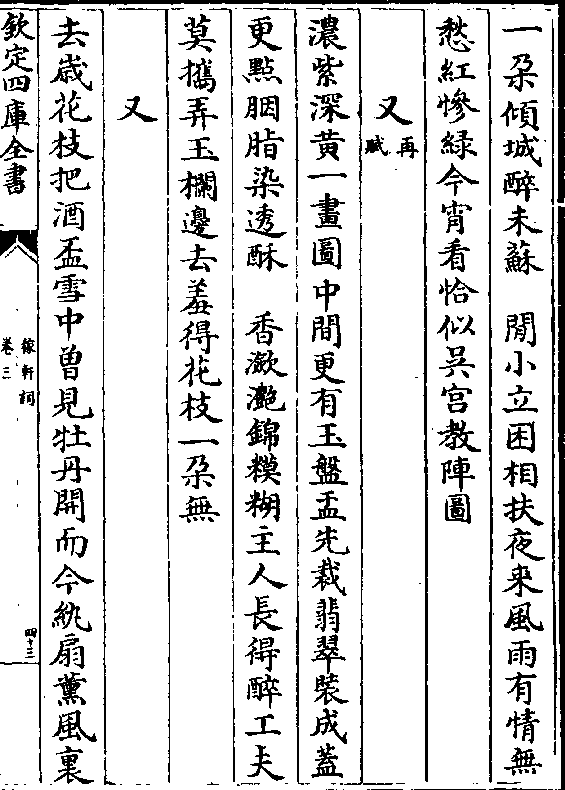 一朶傾城醉未蘇　閒小立困相扶夜來風雨有情無
愁紅慘緑今宵看恰似吳宫教陣圖
又再賦
濃紫深黄一畫圖中間更有玉盤盂先裁翡翠裝成蓋
更點胭脂染透酥　香瀲灧錦糢糊主人長得醉工夫
莫攜弄玉欄邊去羞得花枝一朶無
又
去歲花枝把酒盃雪中曽見牡丹開而今紈扇薰風裏
欽定四庫全書
稼軒詞
卷三
四十三